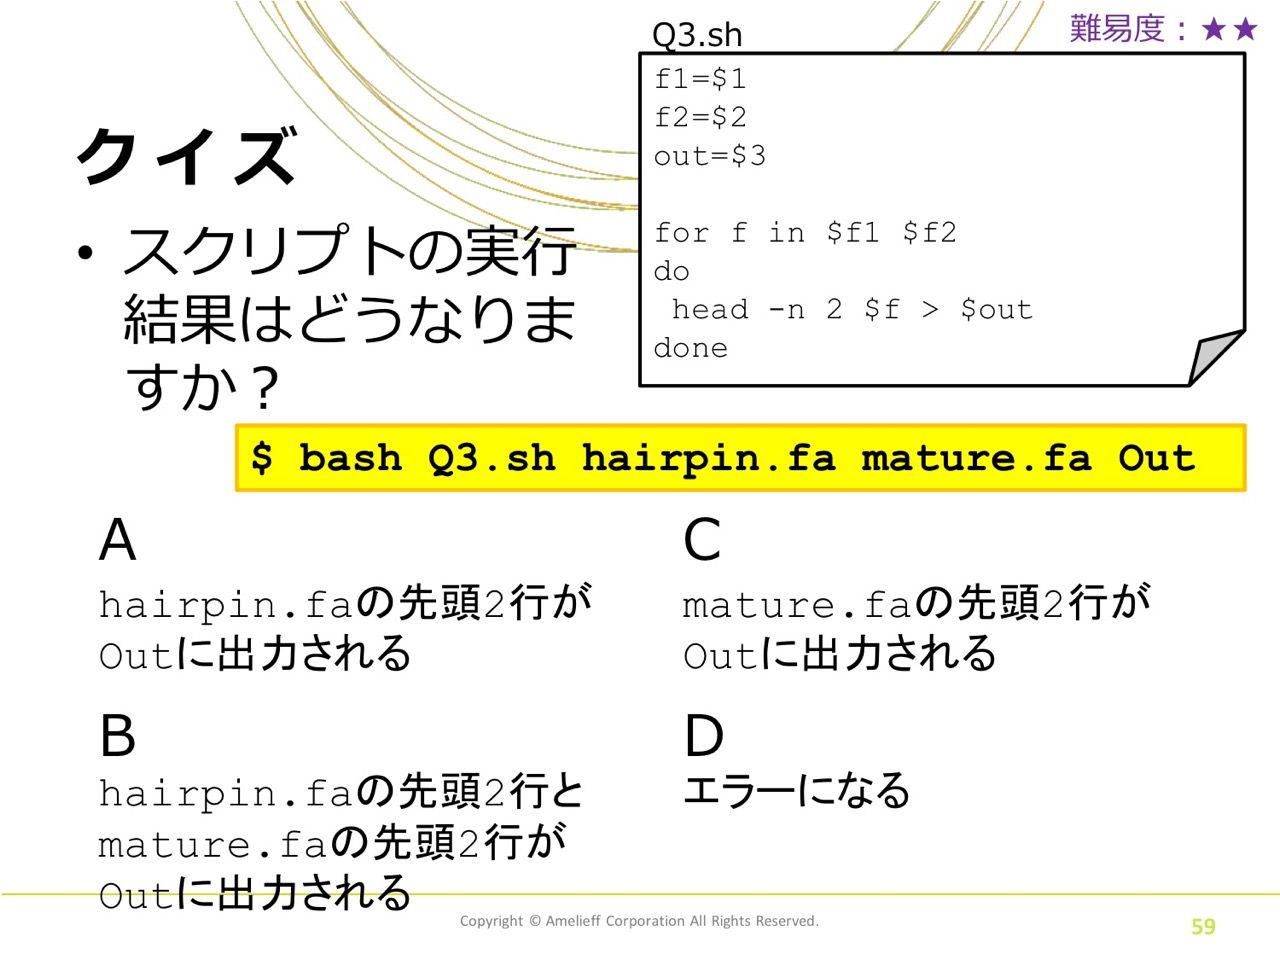 難易度：★★
Q3.sh
f1=$1
f2=$2
out=$3
for f in $f1 $f2
do
head -n 2 $f > $out
done
クイズ
• スクリプトの実行
結果はどうなりま
すか？
$ bash Q3.sh hairpin.fa mature.fa Out
A
hairpin.faの先頭2行が
Outに出力される
B
hairpin.faの先頭2行と
mature.faの先頭2行が
Outに出力される
C
mature.faの先頭2行が
Outに出力される
D
エラーになる
Copyright © Amelieff Corporation All Rights Reserved.
59